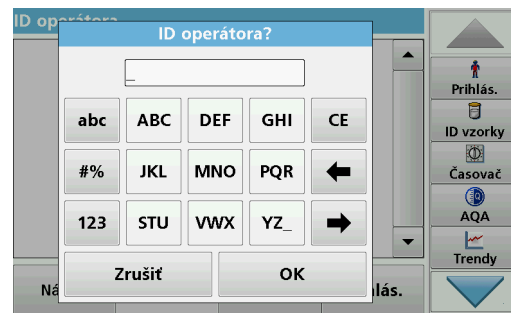 ID operátora
ID operátora?
_
abc ABC DEF GHI CE
#% JKL MNO PQR
123 STU VWX YZ_
Zrušiť OK
Prihlás.
ID vzorky
Časovač
AQA
Trendy